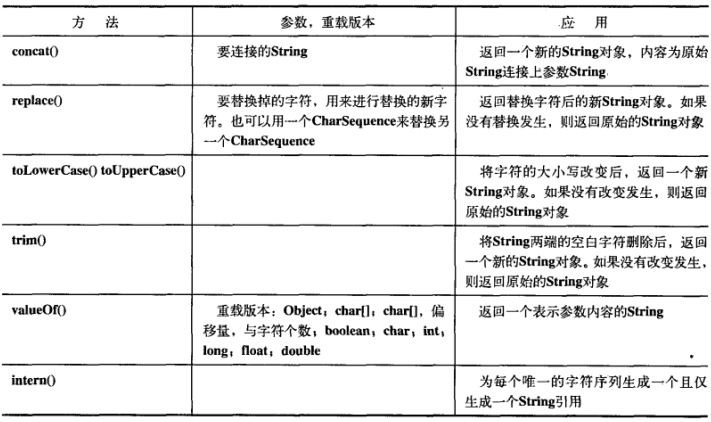 方 法 参数，重载版本 应 用
concat() 要连接的String 返回一个新的String对象，内容为原始
String连接上参数String
replace() 要替换掉的字符，用来进行替换的新字 返回替换字符后的新String对象。如果
符。也可以用一个CharSequence来替换另 没有替换发生，则返回原始的String对象
一个CharSequence
toLowerCase() toUpperCase() 将字符的大小写改变后，返回一个新
String对象。如果没有改变发生，则返回
原始的String对象
trim() 将String两端的空白字符删除后，返回
一个新的String对象。如果没有改变发生，
则返回原始的String对象
valueOf() 重载版本：Object；char[]；char[]，偏 返回一个表示参数内容的String
移量，与字符个数；boolean；char；int；
long；float；double
intern() 为每个唯一的字符序列生成一个且仅
生成一个String引用